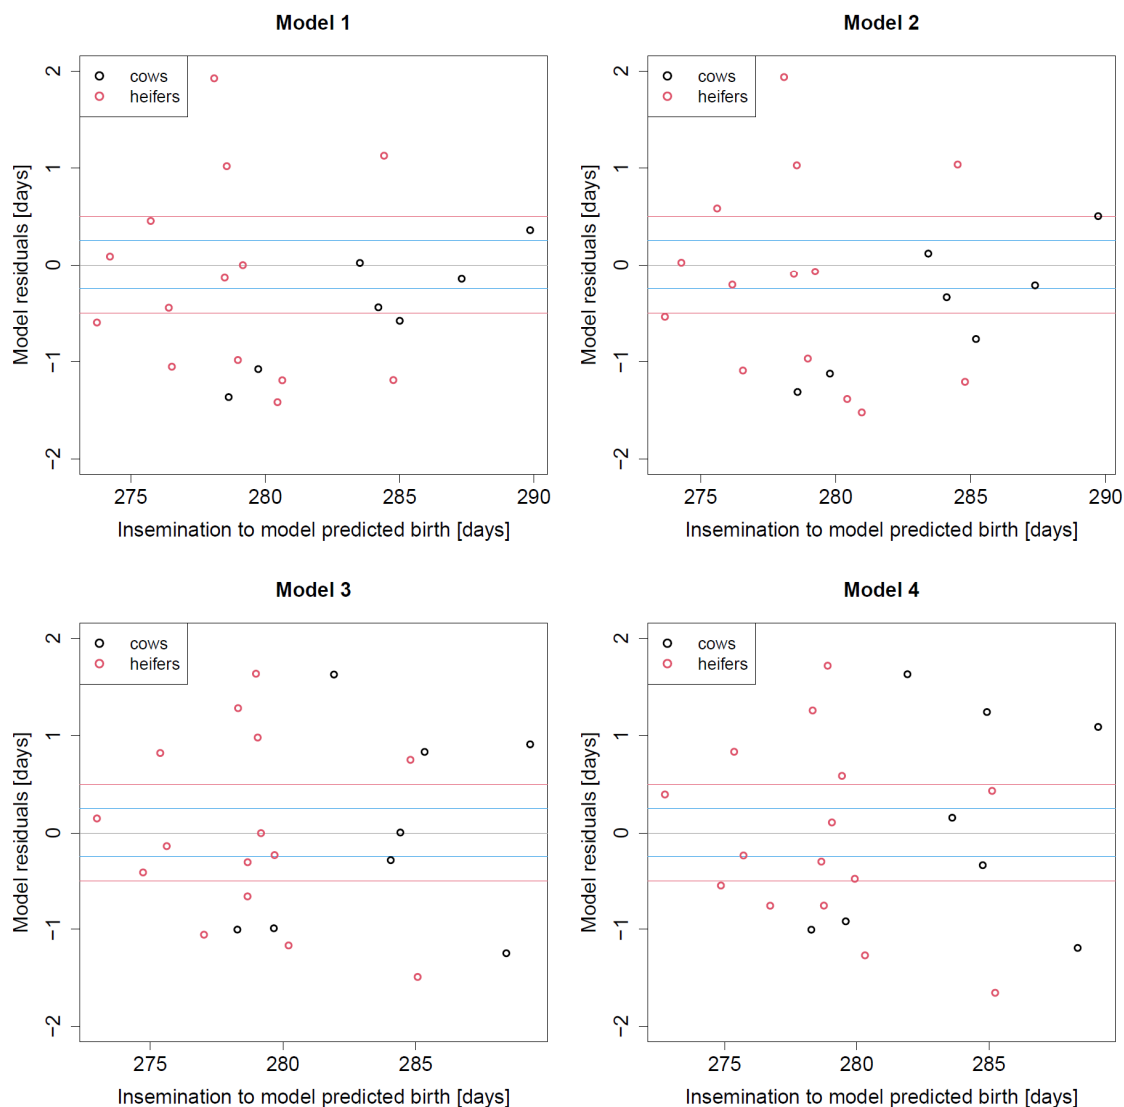 Model 1
cows
heifers
Model residuals [days]
2
1
0
−1
−2
275 280 285 290
Insemination to model predicted birth [days]
Model 2
cows
heifers
Model residuals [days]
2
1
0
−1
−2
275 280 285 290
Insemination to model predicted birth [days]
Model 3
cows
heifers
Model residuals [days]
2
1
0
−1
−2
275 280 285
Insemination to model predicted birth [days]
Model 4
cows
heifers
Model residuals [days]
2
1
0
−1
−2
275 280 285
Insemination to model predicted birth [days]